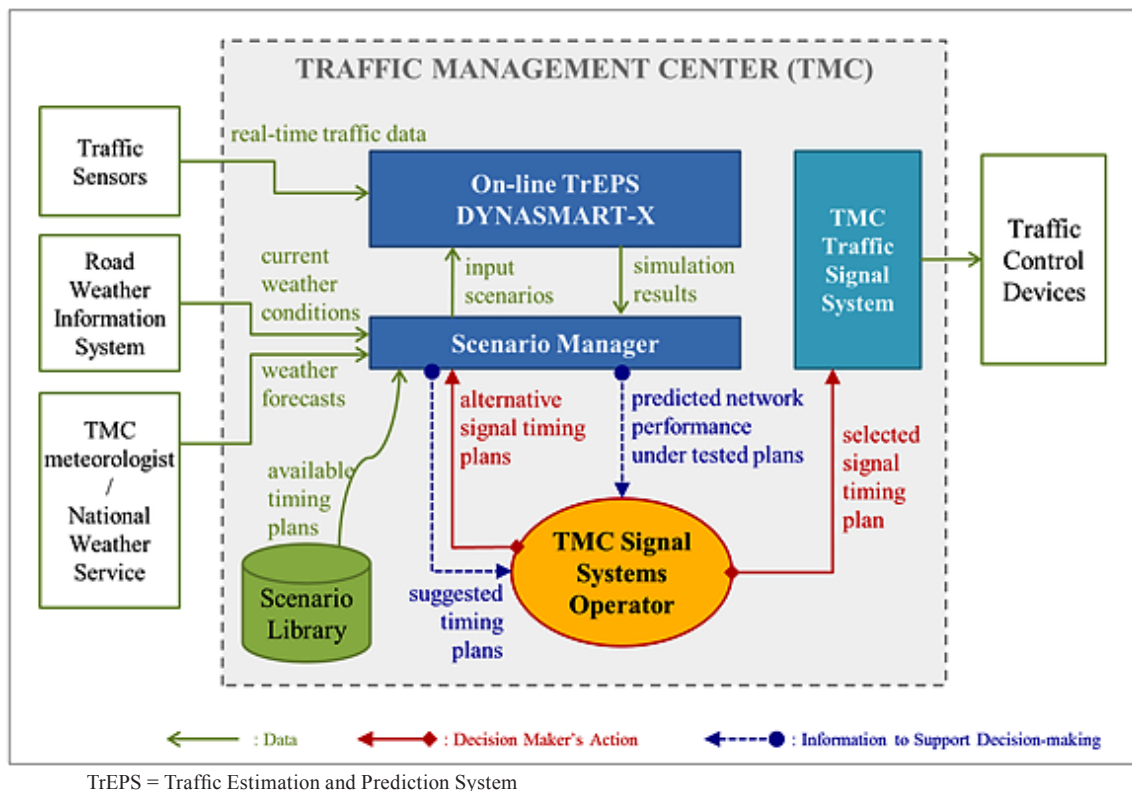 TRAFFIC MANAGEMENT CENTER (TMC)
Traffic
Sensors
real-time traffic data
On-line TrEPS
DYNASMART-X
TMC
Traffic
Signal
System
Traffic
Control
Devices
Road
Weather
Information
System
current
weather
conditions
input
scenarios
simulation
results
Scenario Manager
weather
forecasts
TMC
meteorologist
/
National
Weather
Service
available
timing
plans
alternative
signal timing
plans
predicted network
performance
under tested plans
selected
signal
timing
plan
Scenario
Library
suggested
timing
plans
TMC Signal
Systems
Operator
: Data
: Decision Maker's Action
: Information to Support Decision-making
TrEPS = Traffic Estimation and Prediction System